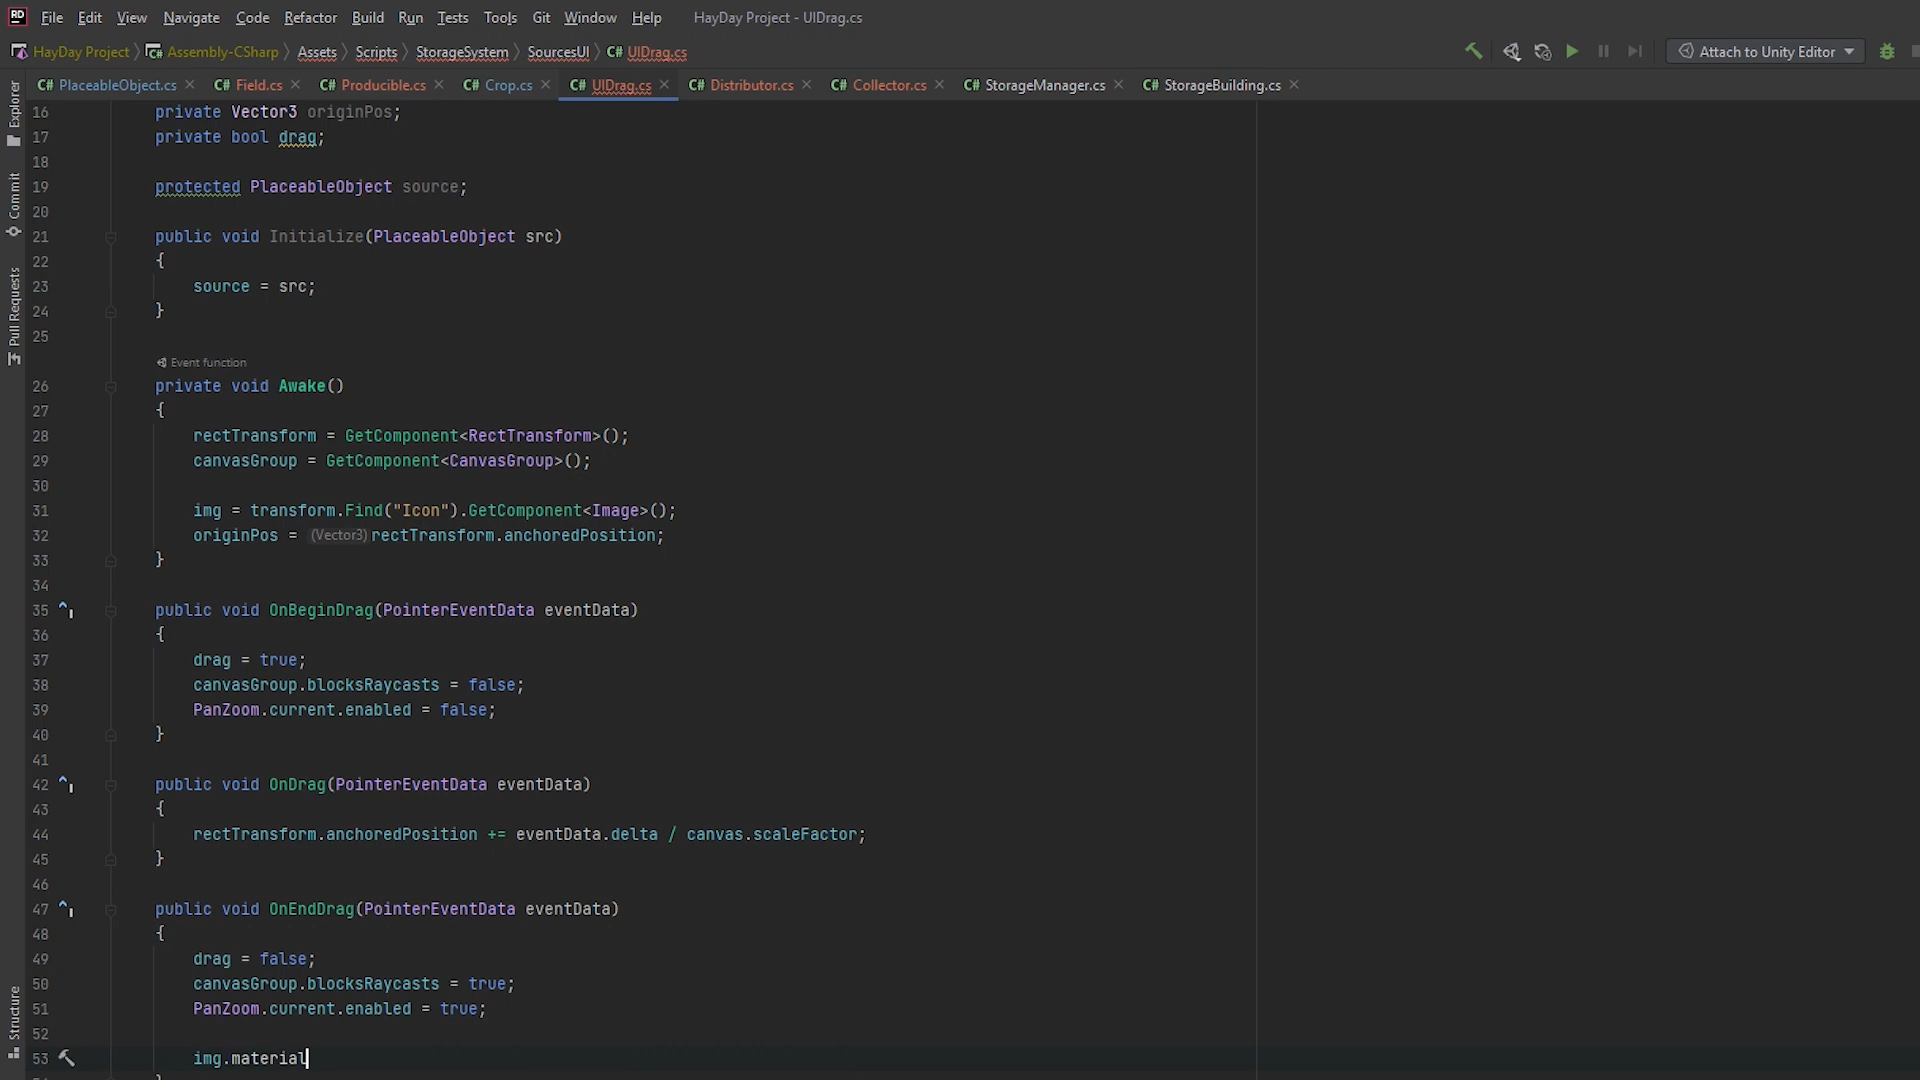 RD File Edit View Navigate Code Refactor Build Run Tests Tools Git Window Help HayDay Project - UIDrag.cs
HayDay Project Assembly-CSharp Assets Scripts StorageSystem SourcesUI C# UIDrag.cs Attach to Unity Editor
C# PlaceableObject.cs C# Field.cs C# Producible.cs C# Crop.cs C# UIDrag.cs C# Distributor.cs C# Collector.cs C# StorageManager.cs C# StorageBuilding.cs
Explorer
Commit
Pull Requests
Structure
16 private Vector3 originPos;
17 private bool drag;
18
19 protected PlaceableObject source;
20
21 public void Initialize(PlaceableObject src)
22 {
23 source = src;
24 }
25
Event function
26 private void Awake()
27 {
28 rectTransform = GetComponent<RectTransform>();
29 canvasGroup = GetComponent<CanvasGroup>();
30
31 img = transform.Find("Icon").GetComponent<Image>();
32 originPos = (Vector3)rectTransform.anchoredPosition;
33 }
34
35 public void OnBeginDrag(PointerEventData eventData)
36 {
37 drag = true;
38 canvasGroup.blocksRaycasts = false;
39 PanZoom.current.enabled = false;
40 }
41
42 public void OnDrag(PointerEventData eventData)
43 {
44 rectTransform.anchoredPosition += eventData.delta / canvas.scaleFactor;
45 }
46
47 public void OnEndDrag(PointerEventData eventData)
48 {
49 drag = false;
50 canvasGroup.blocksRaycasts = true;
51 PanZoom.current.enabled = true;
52
53 img.material